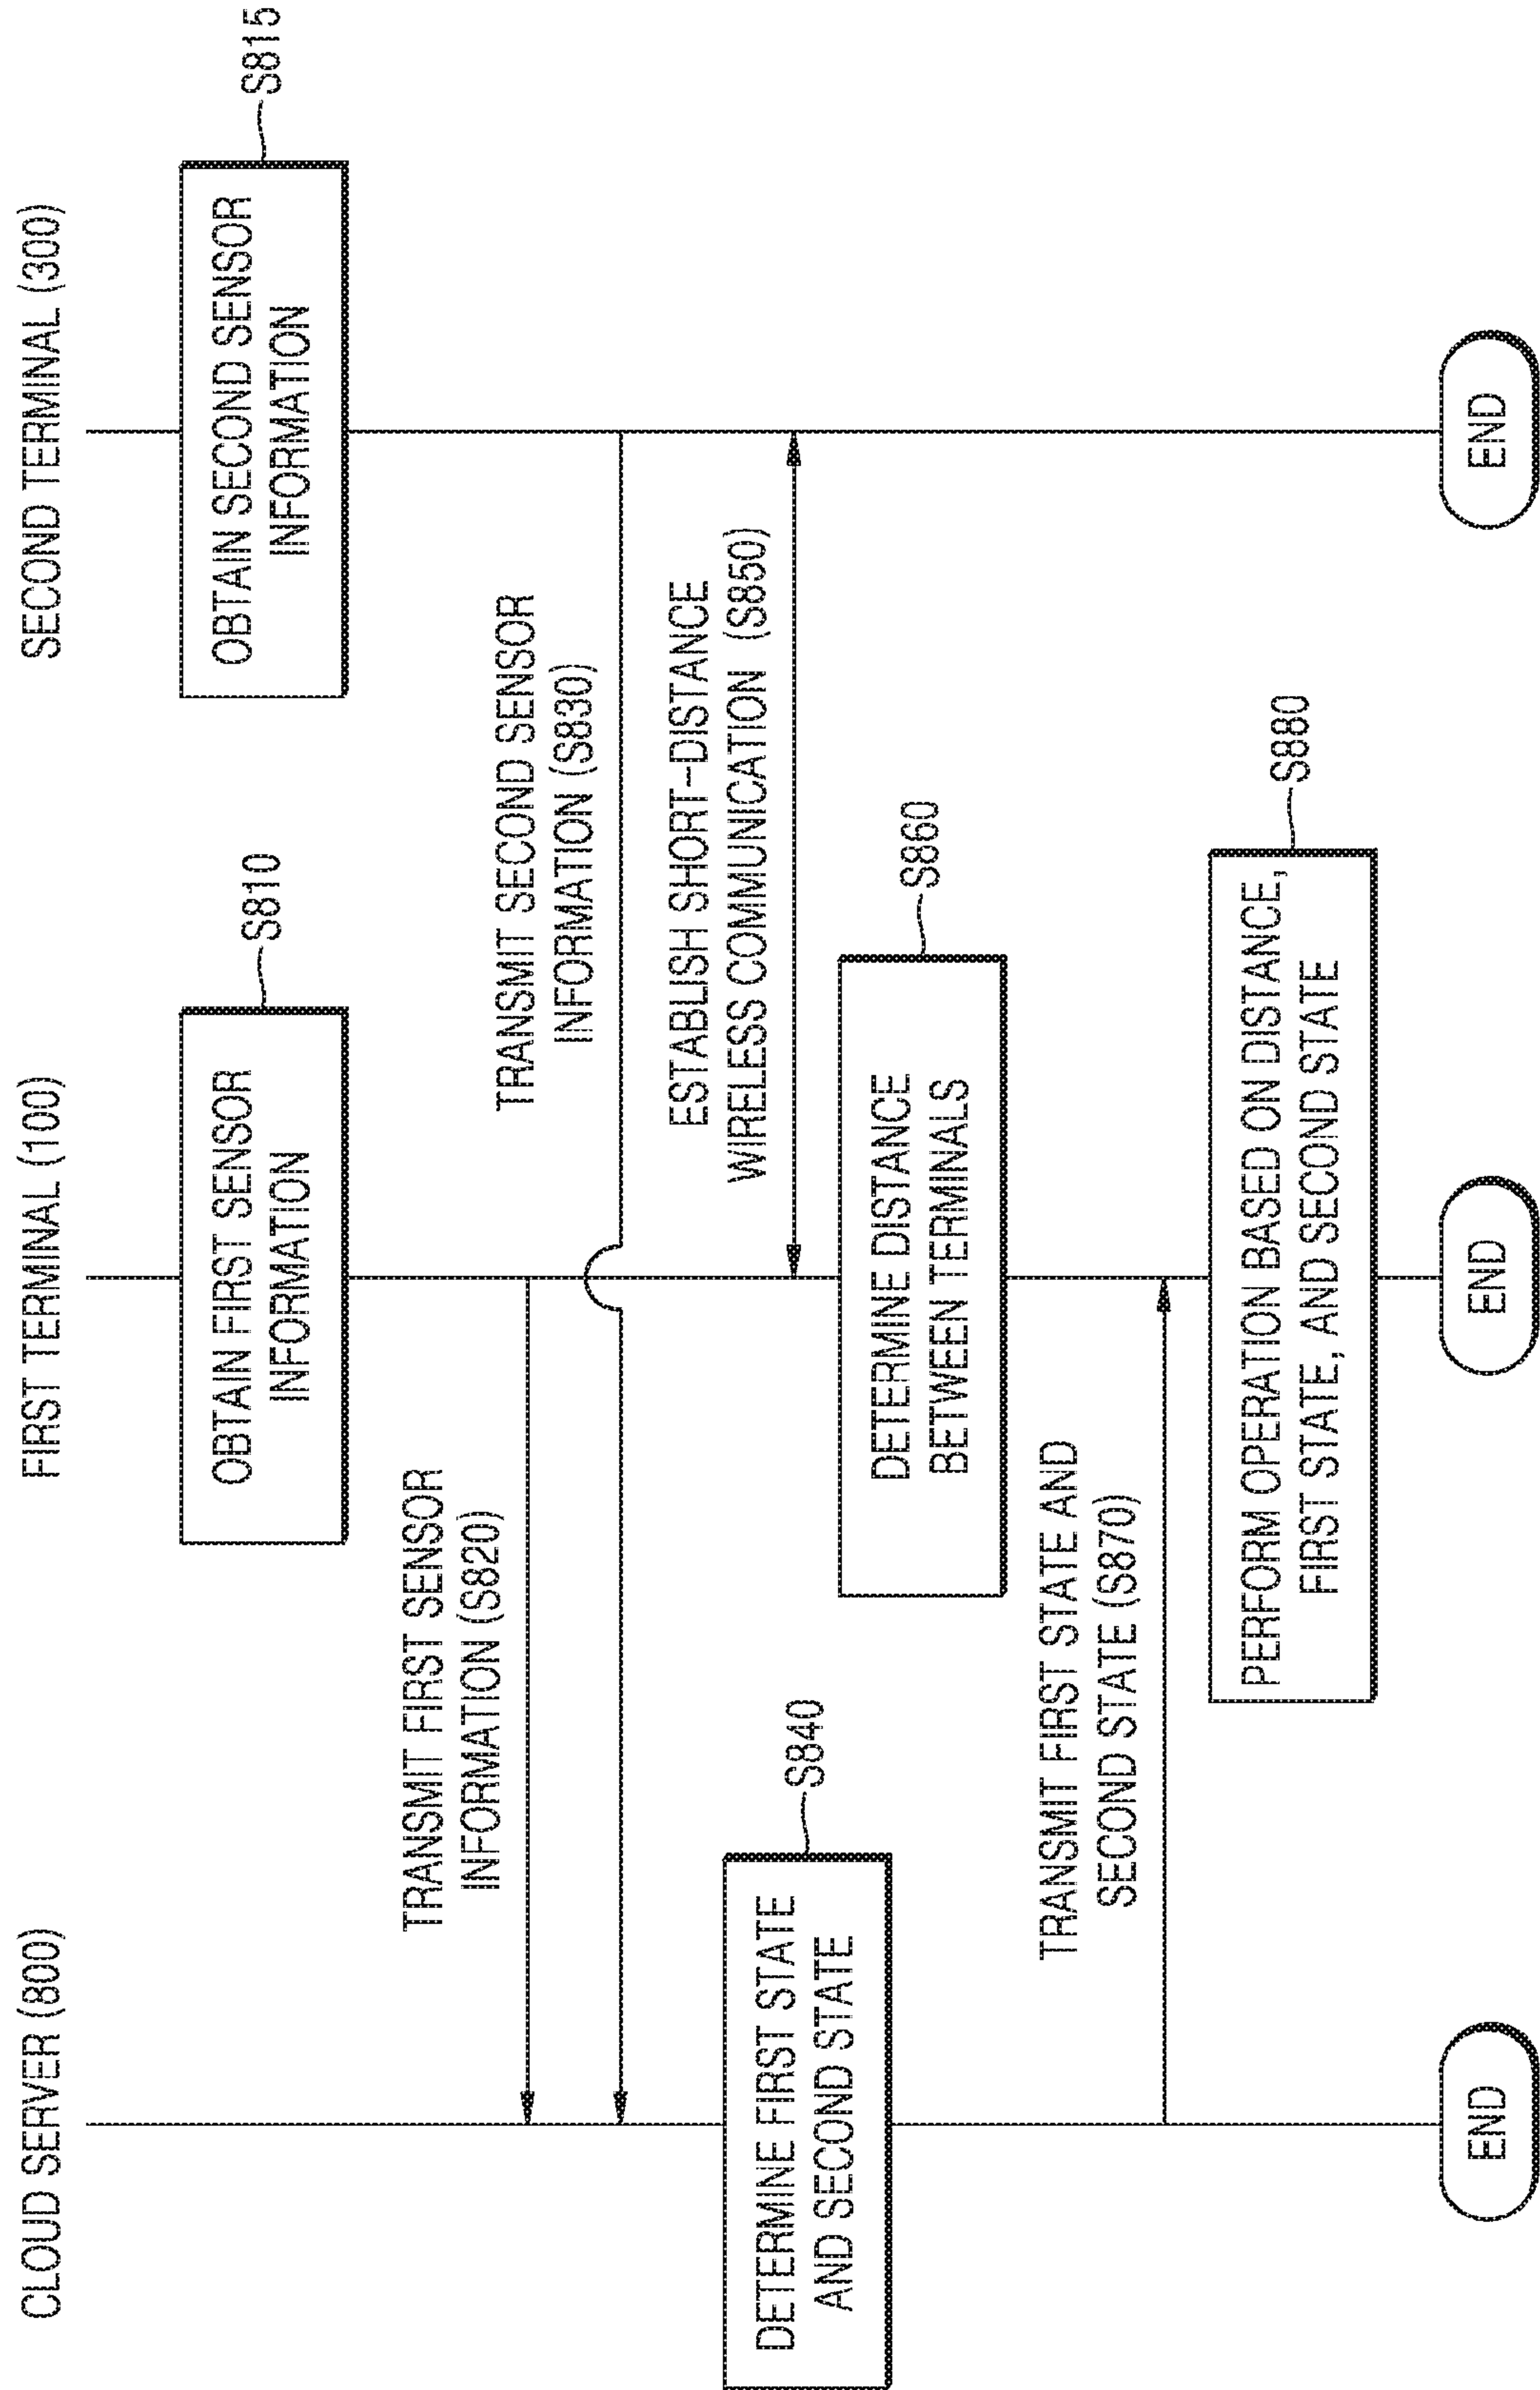 CLOUD SERVER (800)
FIRST TERMINAL (100)
SECOND TERMINAL (300)
OBTAIN FIRST SENSOR
INFORMATION
S810
OBTAIN SECOND SENSOR
INFORMATION
S815
TRANSMIT FIRST SENSOR
INFORMATION (S820)
TRANSMIT SECOND SENSOR
INFORMATION (S830)
DETERMINE FIRST STATE
AND SECOND STATE
S840
ESTABLISH SHORT-DISTANCE
WIRELESS COMMUNICATION (S850)
DETERMINE DISTANCE
BETWEEN TERMINALS
S860
TRANSMIT FIRST STATE AND
SECOND STATE (S870)
PERFORM OPERATION BASED ON DISTANCE,
FIRST STATE, AND SECOND STATE
S880
END
END
END